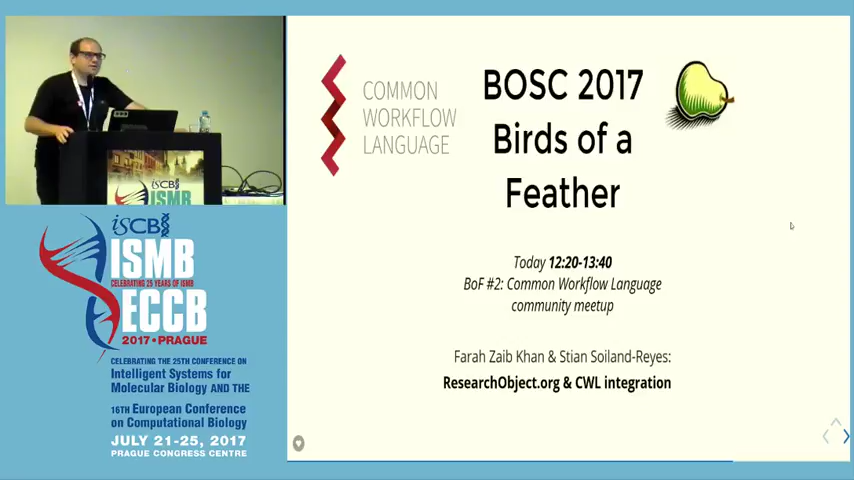 iSCB
ISMB
iSCB
ISMB
CELEBRATING 25 YEARS OF ISMB
ECCB
2017 • PRAGUE
CELEBRATING THE 25TH CONFERENCE ON
Intelligent Systems for
Molecular Biology AND THE
16TH European Conference
on Computational Biology
JULY 21-25, 2017
PRAGUE CONGRESS CENTRE
COMMON
WORKFLOW
LANGUAGE
BOSC 2017
Birds of a
Feather
Today 12:20-13:40
BoF #2: Common Workflow Language
community meetup
Farah Zaib Khan & Stian Soiland-Reyes:
ResearchObject.org & CWL integration